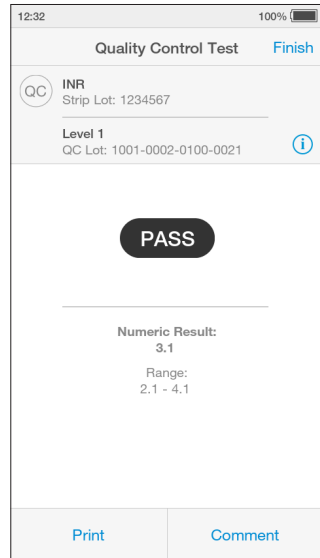 12:32
100%
Quality Control Test
Finish
QC
INR
Strip Lot: 1234567
Level 1
QC Lot: 1001-0002-0100-0021
i
PASS
Numeric Result:
3.1
Range:
2.1 - 4.1
Print
Comment